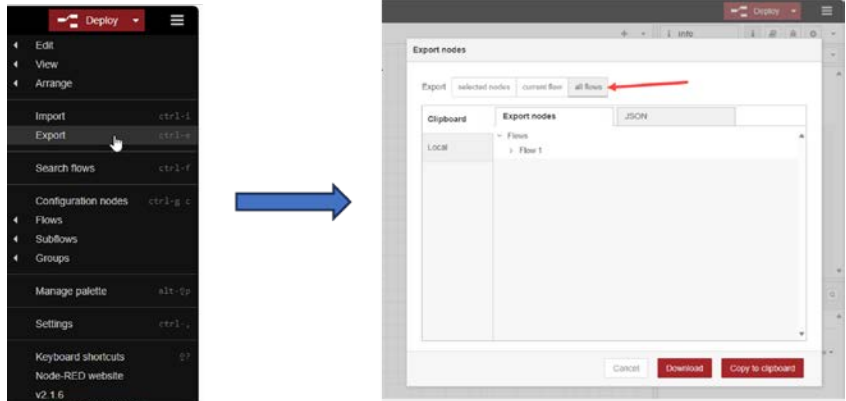 Deploy
Edit
View
Arrange
Import ctrl-i
Export ctrl-e
Search flows ctrl-f
Configuration nodes ctrl-g c
Flows
Subflows
Groups
Manage palette alt-⇧p
Settings ctrl-,
Keyboard shortcuts ⇧?
Node-RED website
v2.1.6
Deploy
info
Export nodes
Export selected nodes current flow all flows
Clipboard Export nodes JSON
Local
Flows
Flow 1
Cancel Download Copy to clipboard